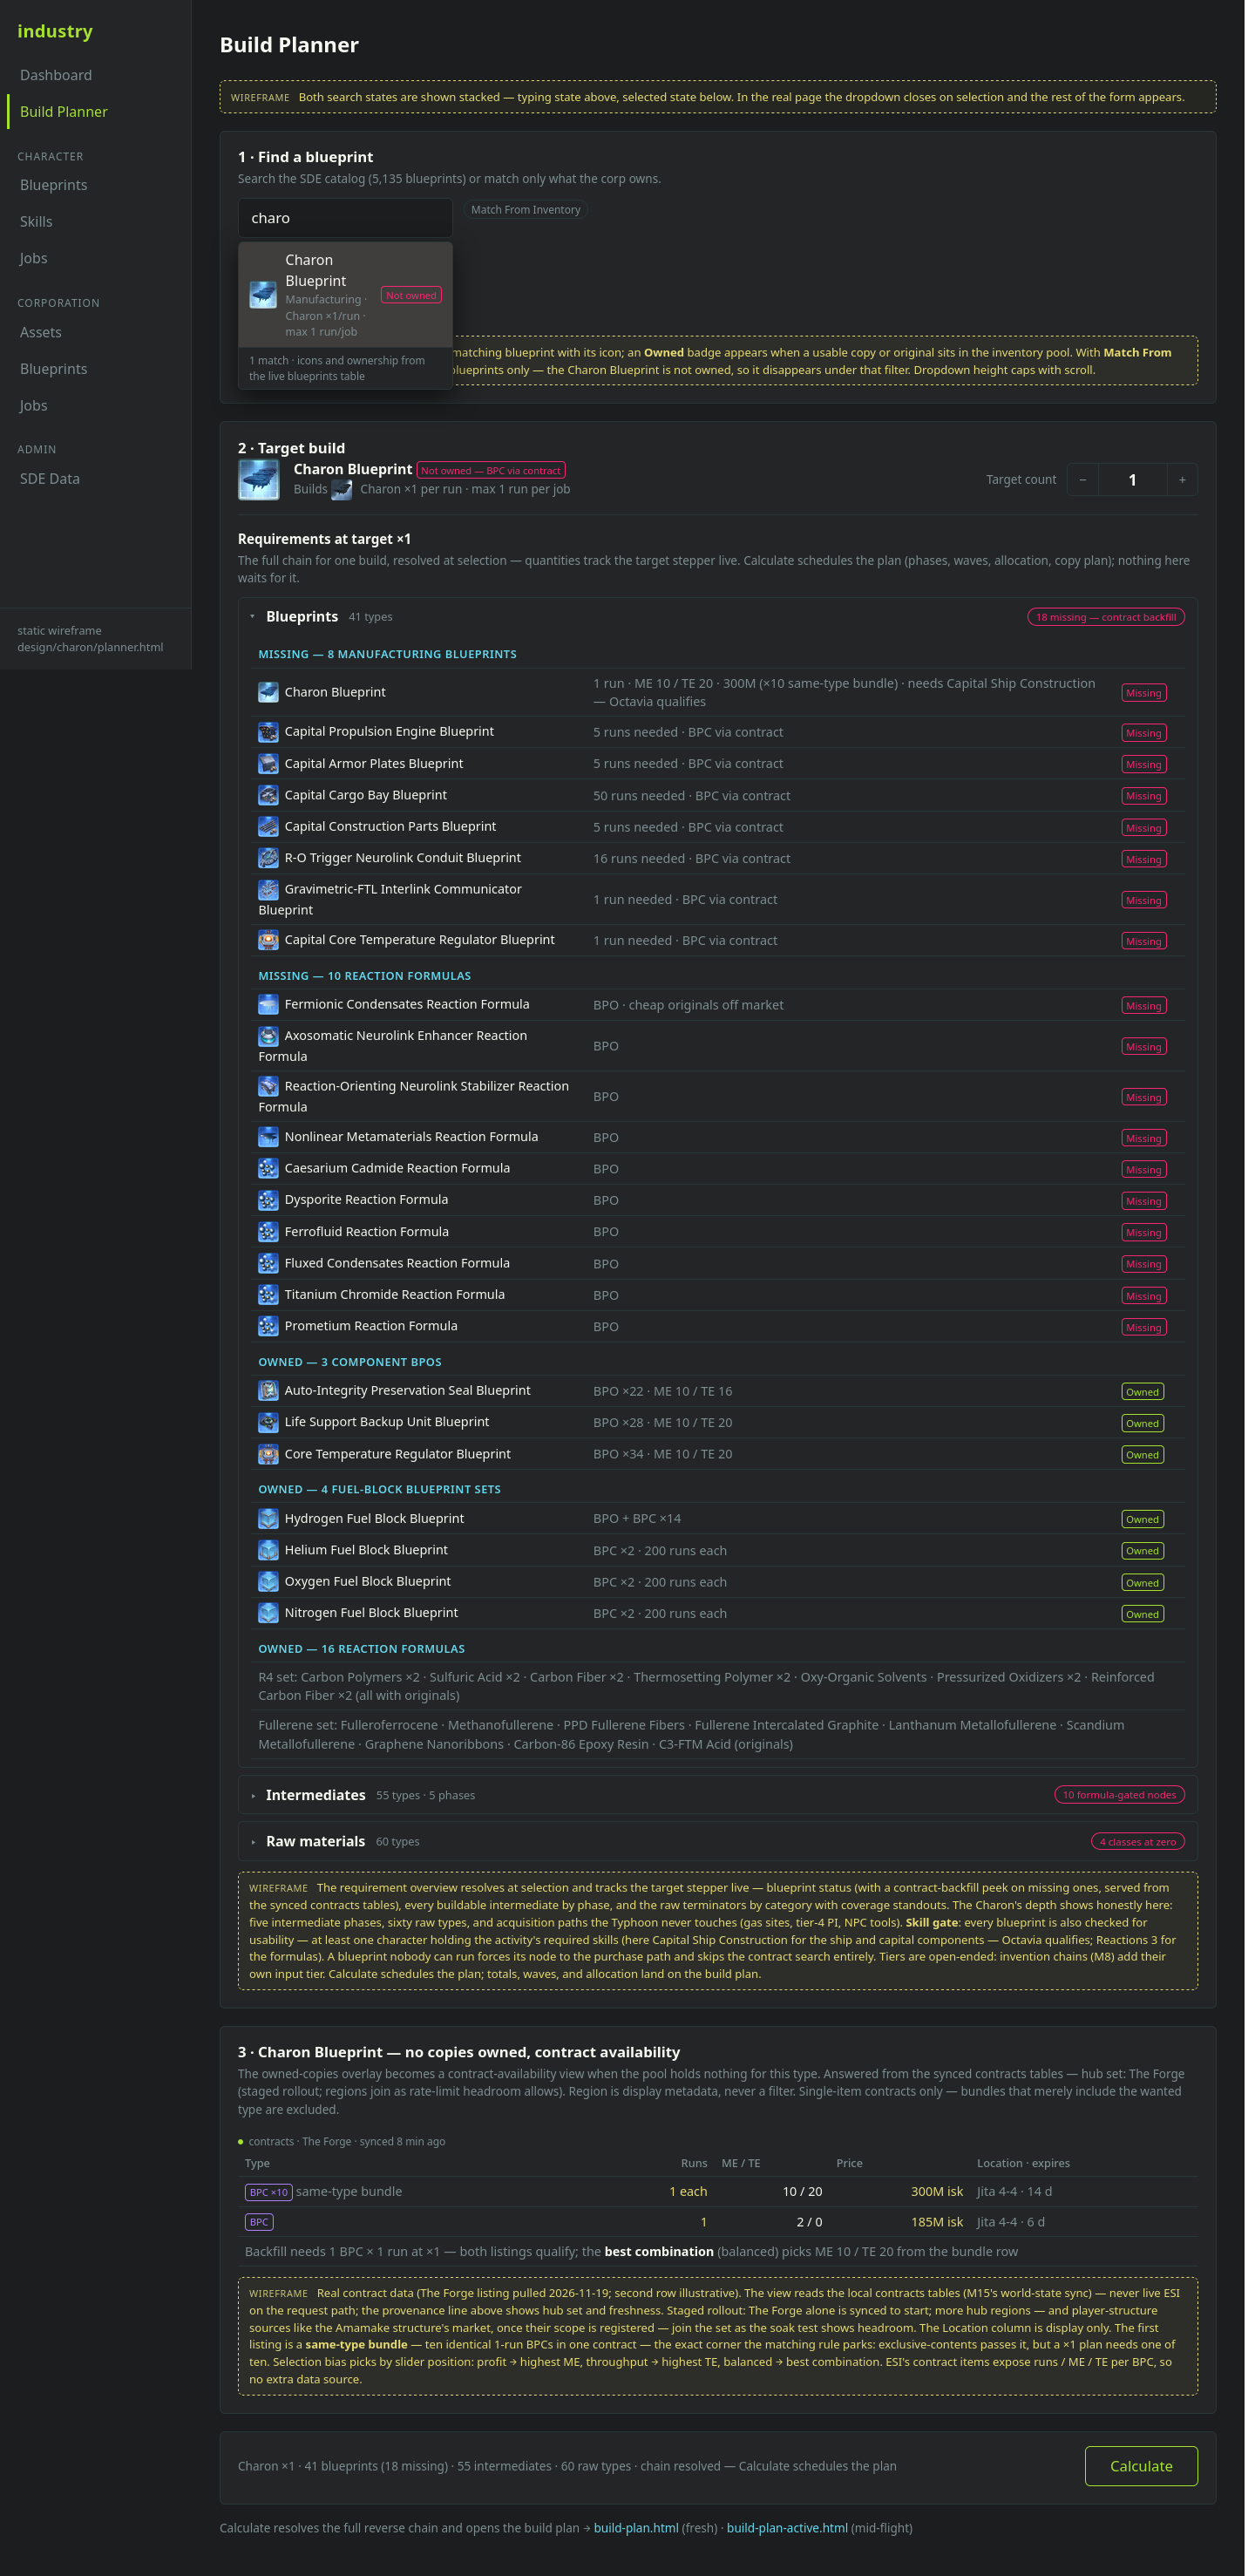 industry
Dashboard
Build Planner
CHARACTER
Blueprints
Skills
Jobs
CORPORATION
Assets
Blueprints
Jobs
ADMIN
SDE Data
static wireframe
design/charon/planner.html
Build Planner
WIREFRAME Both search states are shown stacked — typing state above, selected state below. In the real page the dropdown closes on selection and the rest of the form appears.
1 · Find a blueprint
Search the SDE catalog (5,135 blueprints) or match only what the corp owns.
charo
Match From Inventory
Charon
Blueprint
Manufacturing ·
Charon ×1/run ·
max 1 run/job
Not owned
1 match · icons and ownership from
the live blueprints table
matching blueprint with its icon; an Owned badge appears when a usable copy or original sits in the inventory pool. With Match From
blueprints only — the Charon Blueprint is not owned, so it disappears under that filter. Dropdown height caps with scroll.
2 · Target build
Charon Blueprint Not owned — BPC via contract
Builds Charon ×1 per run · max 1 run per job
Target count − 1 +
Requirements at target ×1
The full chain for one build, resolved at selection — quantities track the target stepper live. Calculate schedules the plan (phases, waves, allocation, copy plan); nothing here
waits for it.
Blueprints 41 types 18 missing — contract backfill
MISSING — 8 MANUFACTURING BLUEPRINTS
Charon Blueprint
1 run · ME 10 / TE 20 · 300M (×10 same-type bundle) · needs Capital Ship Construction
— Octavia qualifies
Missing
Capital Propulsion Engine Blueprint 5 runs needed · BPC via contract Missing
Capital Armor Plates Blueprint 5 runs needed · BPC via contract Missing
Capital Cargo Bay Blueprint 50 runs needed · BPC via contract Missing
Capital Construction Parts Blueprint 5 runs needed · BPC via contract Missing
R-O Trigger Neurolink Conduit Blueprint 16 runs needed · BPC via contract Missing
Gravimetric-FTL Interlink Communicator
Blueprint
1 run needed · BPC via contract Missing
Capital Core Temperature Regulator Blueprint 1 run needed · BPC via contract Missing
MISSING — 10 REACTION FORMULAS
Fermionic Condensates Reaction Formula BPO · cheap originals off market Missing
Axosomatic Neurolink Enhancer Reaction
Formula
BPO Missing
Reaction-Orienting Neurolink Stabilizer Reaction
Formula
BPO Missing
Nonlinear Metamaterials Reaction Formula BPO Missing
Caesarium Cadmide Reaction Formula BPO Missing
Dysporite Reaction Formula BPO Missing
Ferrofluid Reaction Formula BPO Missing
Fluxed Condensates Reaction Formula BPO Missing
Titanium Chromide Reaction Formula BPO Missing
Prometium Reaction Formula BPO Missing
OWNED — 3 COMPONENT BPOS
Auto-Integrity Preservation Seal Blueprint BPO ×22 · ME 10 / TE 16 Owned
Life Support Backup Unit Blueprint BPO ×28 · ME 10 / TE 20 Owned
Core Temperature Regulator Blueprint BPO ×34 · ME 10 / TE 20 Owned
OWNED — 4 FUEL-BLOCK BLUEPRINT SETS
Hydrogen Fuel Block Blueprint BPO + BPC ×14 Owned
Helium Fuel Block Blueprint BPC ×2 · 200 runs each Owned
Oxygen Fuel Block Blueprint BPC ×2 · 200 runs each Owned
Nitrogen Fuel Block Blueprint BPC ×2 · 200 runs each Owned
OWNED — 16 REACTION FORMULAS
R4 set: Carbon Polymers ×2 · Sulfuric Acid ×2 · Carbon Fiber ×2 · Thermosetting Polymer ×2 · Oxy-Organic Solvents · Pressurized Oxidizers ×2 · Reinforced
Carbon Fiber ×2 (all with originals)
Fullerene set: Fulleroferrocene · Methanofullerene · PPD Fullerene Fibers · Fullerene Intercalated Graphite · Lanthanum Metallofullerene · Scandium
Metallofullerene · Graphene Nanoribbons · Carbon-86 Epoxy Resin · C3-FTM Acid (originals)
Intermediates 55 types · 5 phases 10 formula-gated nodes
Raw materials 60 types 4 classes at zero
WIREFRAME The requirement overview resolves at selection and tracks the target stepper live — blueprint status (with a contract-backfill peek on missing ones, served from
the synced contracts tables), every buildable intermediate by phase, and the raw terminators by category with coverage standouts. The Charon's depth shows honestly here:
five intermediate phases, sixty raw types, and acquisition paths the Typhoon never touches (gas sites, tier-4 PI, NPC tools). Skill gate: every blueprint is also checked for
usability — at least one character holding the activity's required skills (here Capital Ship Construction for the ship and capital components — Octavia qualifies; Reactions 3 for
the formulas). A blueprint nobody can run forces its node to the purchase path and skips the contract search entirely. Tiers are open-ended: invention chains (M8) add their
own input tier. Calculate schedules the plan; totals, waves, and allocation land on the build plan.
3 · Charon Blueprint — no copies owned, contract availability
The owned-copies overlay becomes a contract-availability view when the pool holds nothing for this type. Answered from the synced contracts tables — hub set: The Forge
(staged rollout; regions join as rate-limit headroom allows). Region is display metadata, never a filter. Single-item contracts only — bundles that merely include the wanted
type are excluded.
contracts · The Forge · synced 8 min ago
Type Runs ME / TE Price Location · expires
BPC ×10 same-type bundle 1 each 10 / 20 300M isk Jita 4-4 · 14 d
BPC 1 2 / 0 185M isk Jita 4-4 · 6 d
Backfill needs 1 BPC × 1 run at ×1 — both listings qualify; the best combination (balanced) picks ME 10 / TE 20 from the bundle row
WIREFRAME Real contract data (The Forge listing pulled 2026-11-19; second row illustrative). The view reads the local contracts tables (M15's world-state sync) — never live ESI
on the request path; the provenance line above shows hub set and freshness. Staged rollout: The Forge alone is synced to start; more hub regions — and player-structure
sources like the Amamake structure's market, once their scope is registered — join the set as the soak test shows headroom. The Location column is display only. The first
listing is a same-type bundle — ten identical 1-run BPCs in one contract — the exact corner the matching rule parks: exclusive-contents passes it, but a ×1 plan needs one of
ten. Selection bias picks by slider position: profit → highest ME, throughput → highest TE, balanced → best combination. ESI's contract items expose runs / ME / TE per BPC, so
no extra data source.
Charon ×1 · 41 blueprints (18 missing) · 55 intermediates · 60 raw types · chain resolved — Calculate schedules the plan
Calculate
Calculate resolves the full reverse chain and opens the build plan → build-plan.html (fresh) · build-plan-active.html (mid-flight)